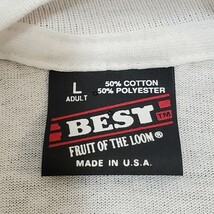 L
ADULT
50% COTTON
50% POLYESTER
BEST TM
FRUIT OF THE LOOM®
MADE IN U.S.A.